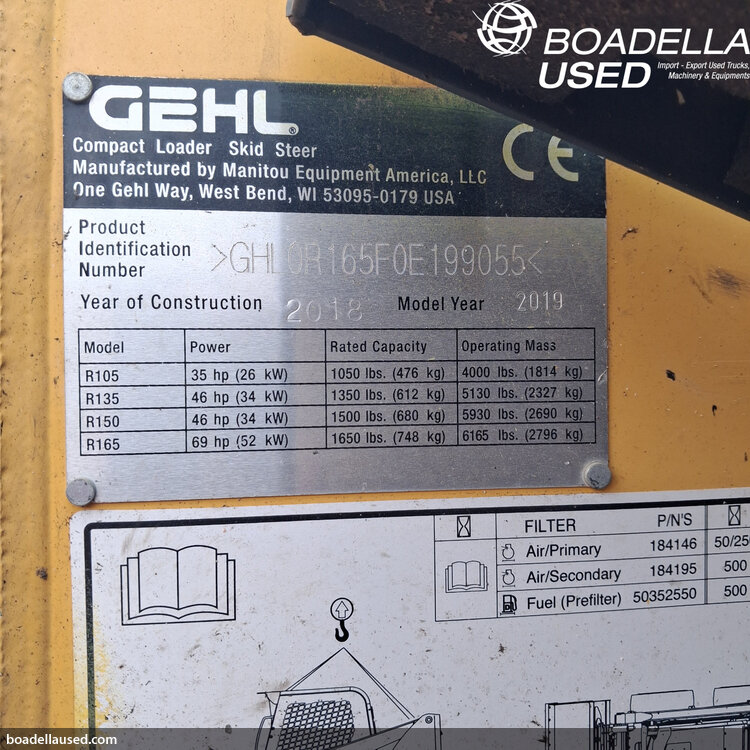 BOADELLA
USED
Import - Export Used Trucks,
Machinery & Equipments
GEHL
Compact Loader Skid Steer
Manufactured by Manitou Equipment America, LLC
One Gehl Way, West Bend, WI 53095-0179 USA
CE
Product
Identification
Number
>GHL0R165F0E199055<
Year of Construction 2018 Model Year 2019
Model Power Rated Capacity Operating Mass
R105 35 hp (26 kW) 1050 lbs. (476 kg) 4000 lbs. (1814 kg)
R135 46 hp (34 kW) 1350 lbs. (612 kg) 5130 lbs. (2327 kg)
R150 46 hp (34 kW) 1500 lbs. (680 kg) 5930 lbs. (2690 kg)
R165 69 hp (52 kW) 1650 lbs. (748 kg) 6165 lbs. (2796 kg)
FILTER P/N'S
Air/Primary 184146 50/250
Air/Secondary 184195 500
Fuel (Prefilter) 50352550 500
boadellaused.com